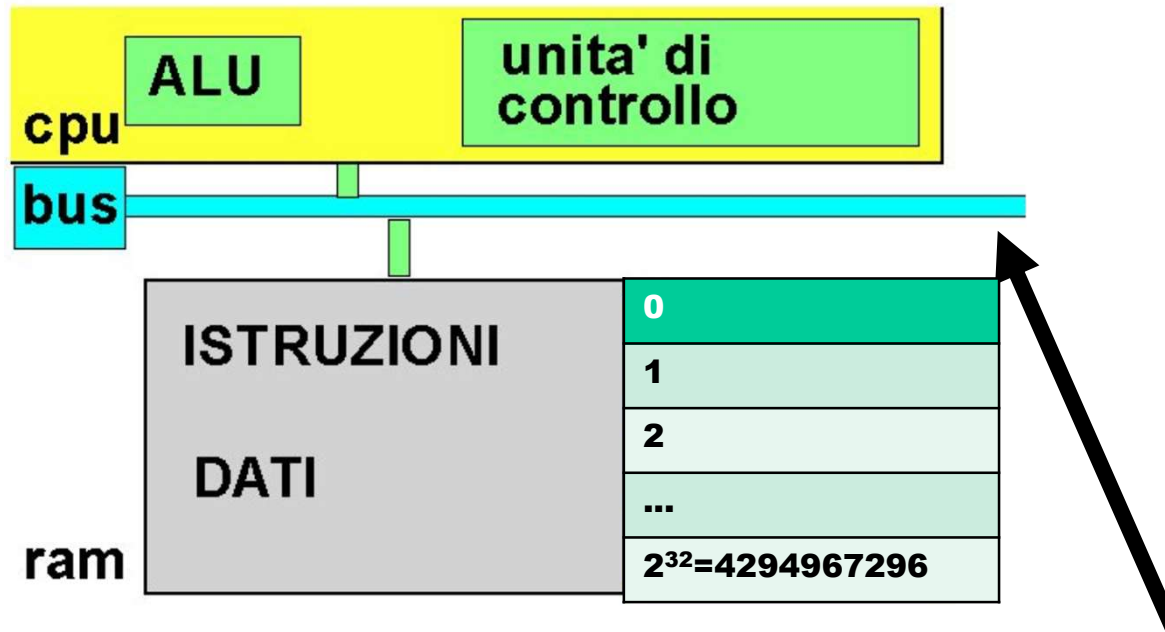 ALU
unita' di
controllo
cpu
bus
ISTRUZIONI
DATI
ram
0
1
2
...
2³²=4294967296